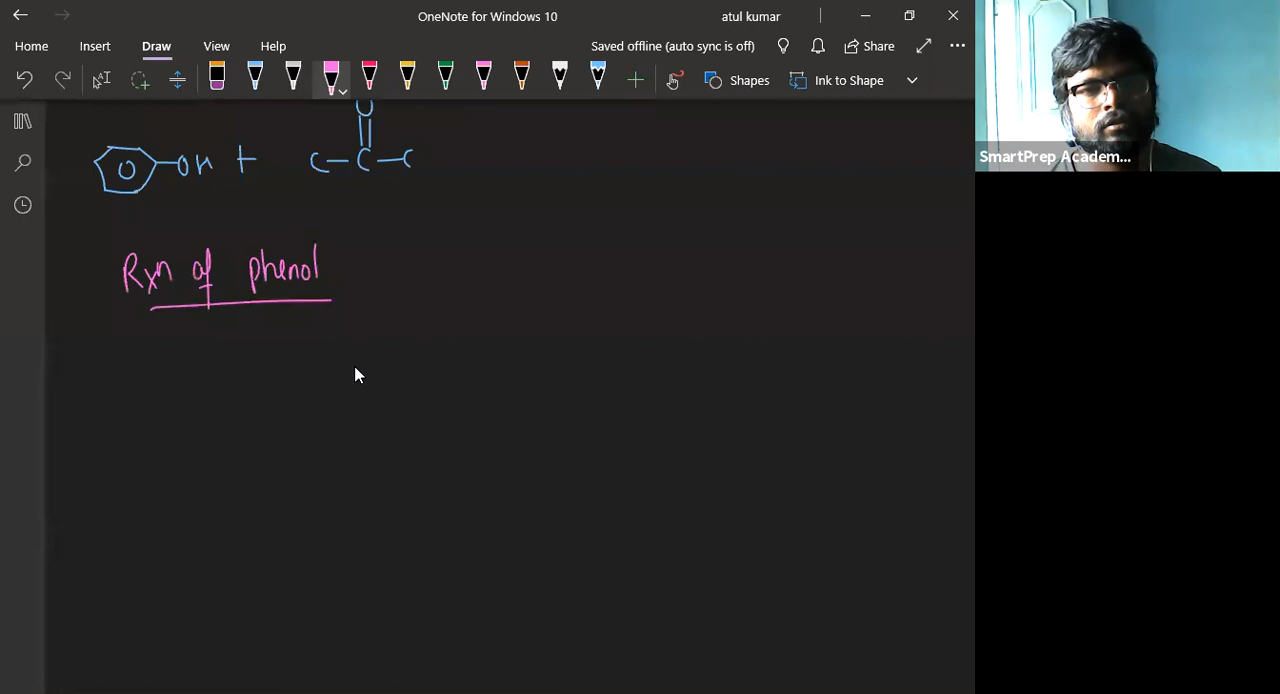 OneNote for Windows 10
atul kumar
Home Insert Draw View Help
Saved offline (auto sync is off)
Share
Shapes
Ink to Shape
SmartPrep Academ...
O
OH + C-C-C
Rxn of phenol